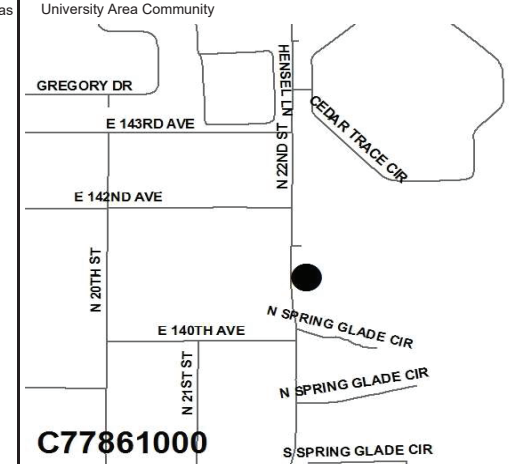 as
University Area Community
HENSEL LN
GREGORY DR
CEDAR TRACE CIR
E 143RD AVE
N 22ND ST
E 142ND AVE
N 20TH ST
N SPRING GLADE CIR
E 140TH AVE
N 21ST ST
N SPRING GLADE CIR
C77861000
S SPRING GLADE CIR